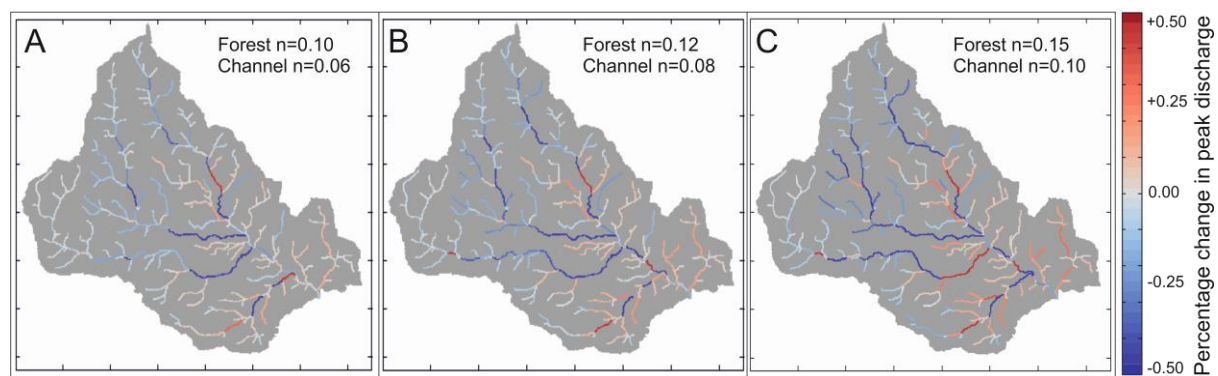 A
Forest n=0.10
Channel n=0.06
B
Forest n=0.12
Channel n=0.08
C
Forest n=0.15
Channel n=0.10
+0.50
+0.25
0.00
-0.25
-0.50
Percentage change in peak discharge